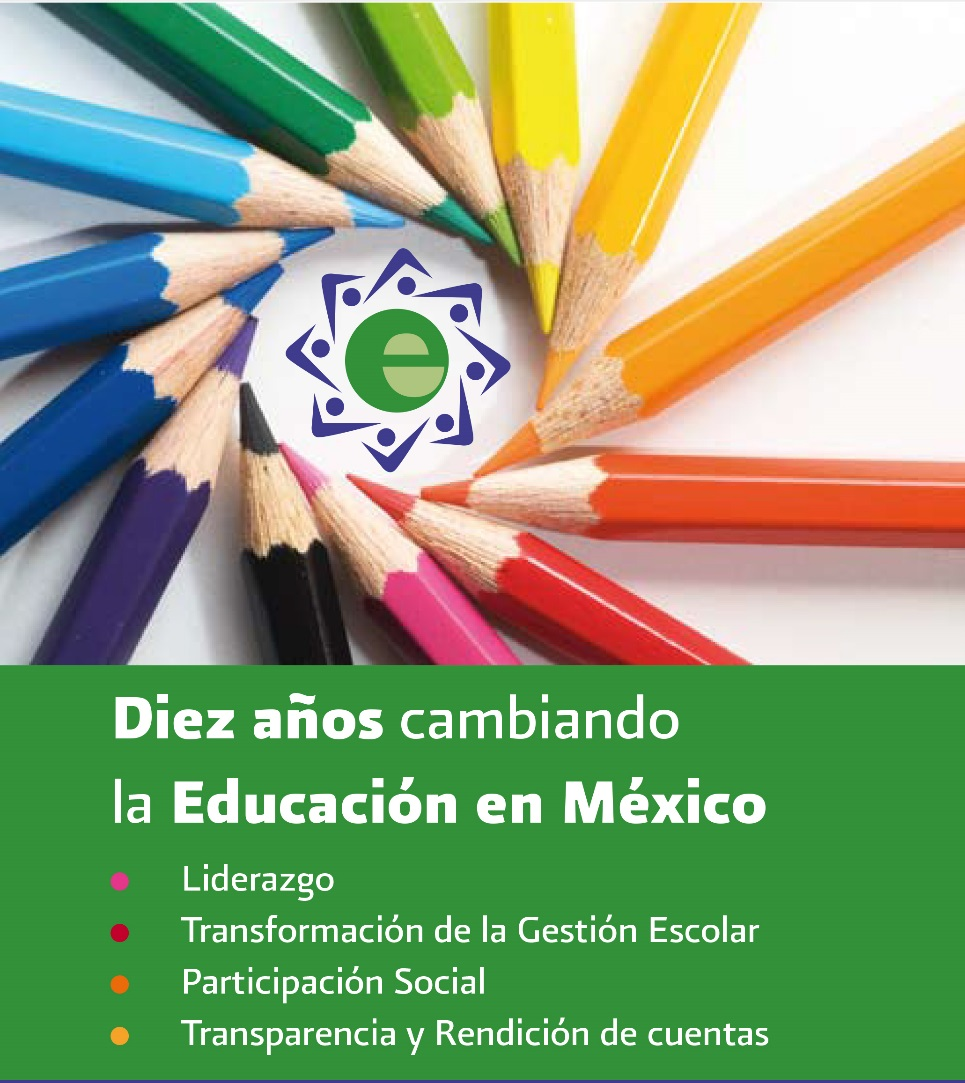 e
Diez años cambiando
la Educación en México
Liderazgo
Transformación de la Gestión Escolar
Participación Social
Transparencia y Rendición de cuentas